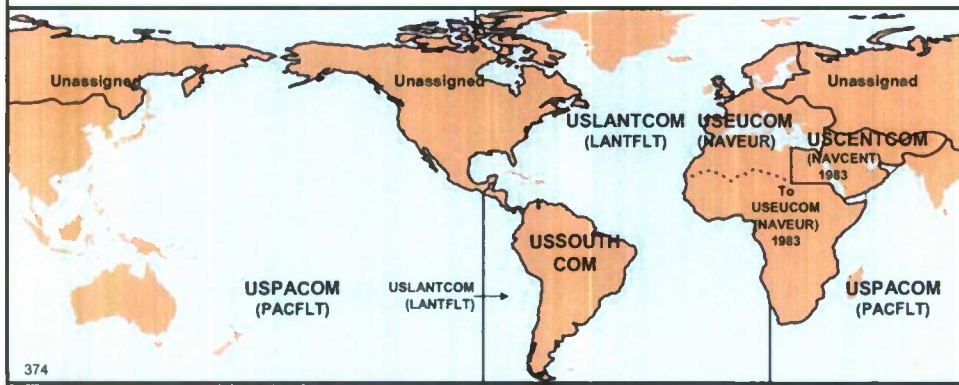 Unassigned
Unassigned
Unassignad
USLANTCOM
(LANTFLT)
USEUCOM
(NAVEUR)
USCENTCOM
(NAVCENT)
1983
To
USEUCOM
(NAVEUR)
1983
USSOUTH
COM
USPACOM
(PACFLT)
USLANTCOM
(LANTFLT)
USPACOM
(PACFLT)
374